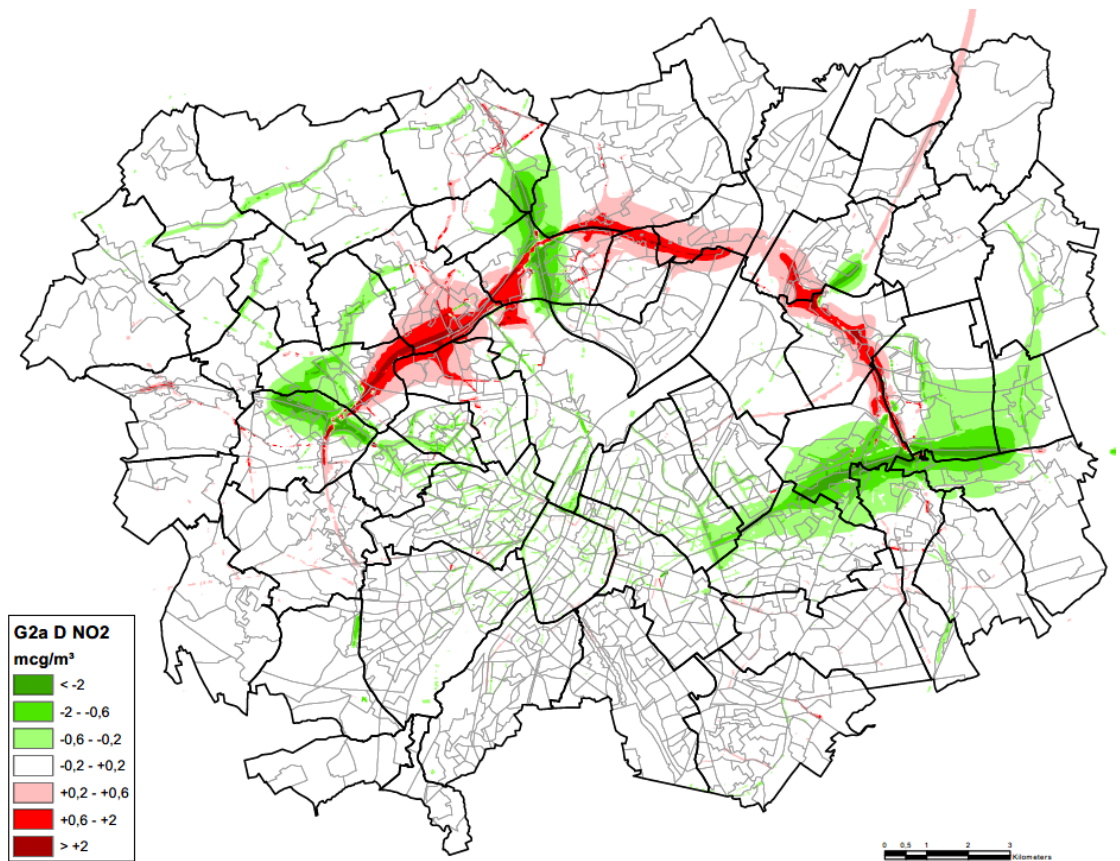 G2a D NO2
mcg/m³
< -2
-2 - -0,6
-0,6 - -0,2
-0,2 - +0,2
+0,2 - +0,6
+0,6 - +2
> +2
0 0,5 1 2 3
Kilometers